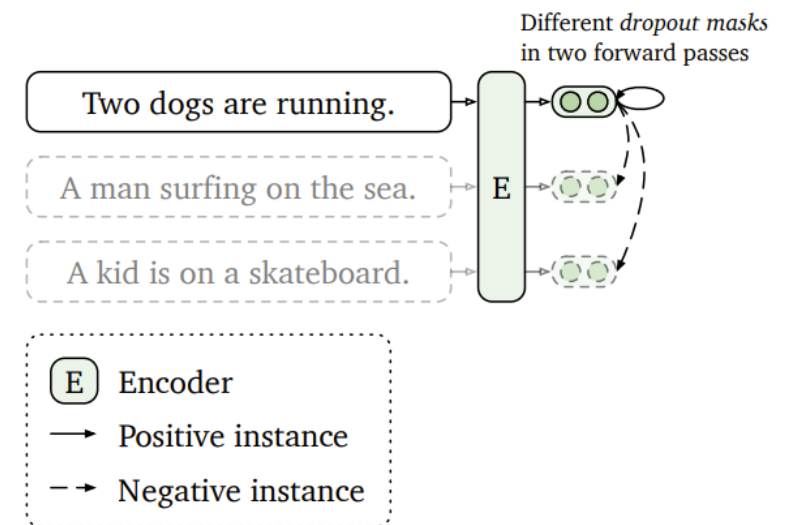 Different dropout masks
in two forward passes
Two dogs are running.
A man surfing on the sea.
E
A kid is on a skateboard.
E Encoder
Positive instance
Negative instance